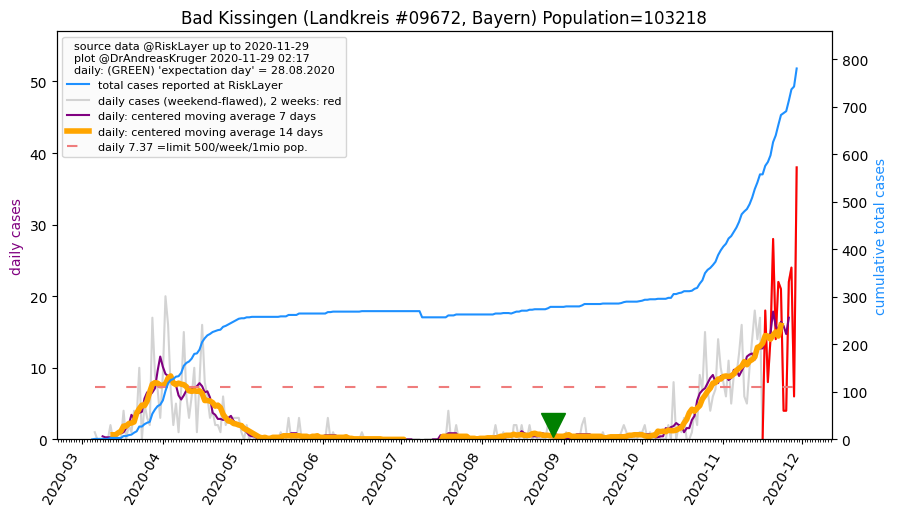 Bad Kissingen (Landkreis #09672, Bayern) Population=103218
source data @RiskLayer up to 2020-11-29
plot @DrAndreasKruger 2020-11-29 02:17
daily: (GREEN) 'expectation day' = 28.08.2020
total cases reported at RiskLayer
daily cases (weekend-flawed), 2 weeks: red
daily: centered moving average 7 days
daily: centered moving average 14 days
daily 7.37 =limit 500/week/1mio pop.
daily cases
50
40
30
20
10
0
cumulative total cases
800
700
600
500
400
300
200
100
0
2020-03
2020-04
2020-05
2020-06
2020-07
2020-08
2020-09
2020-10
2020-11
2020-12